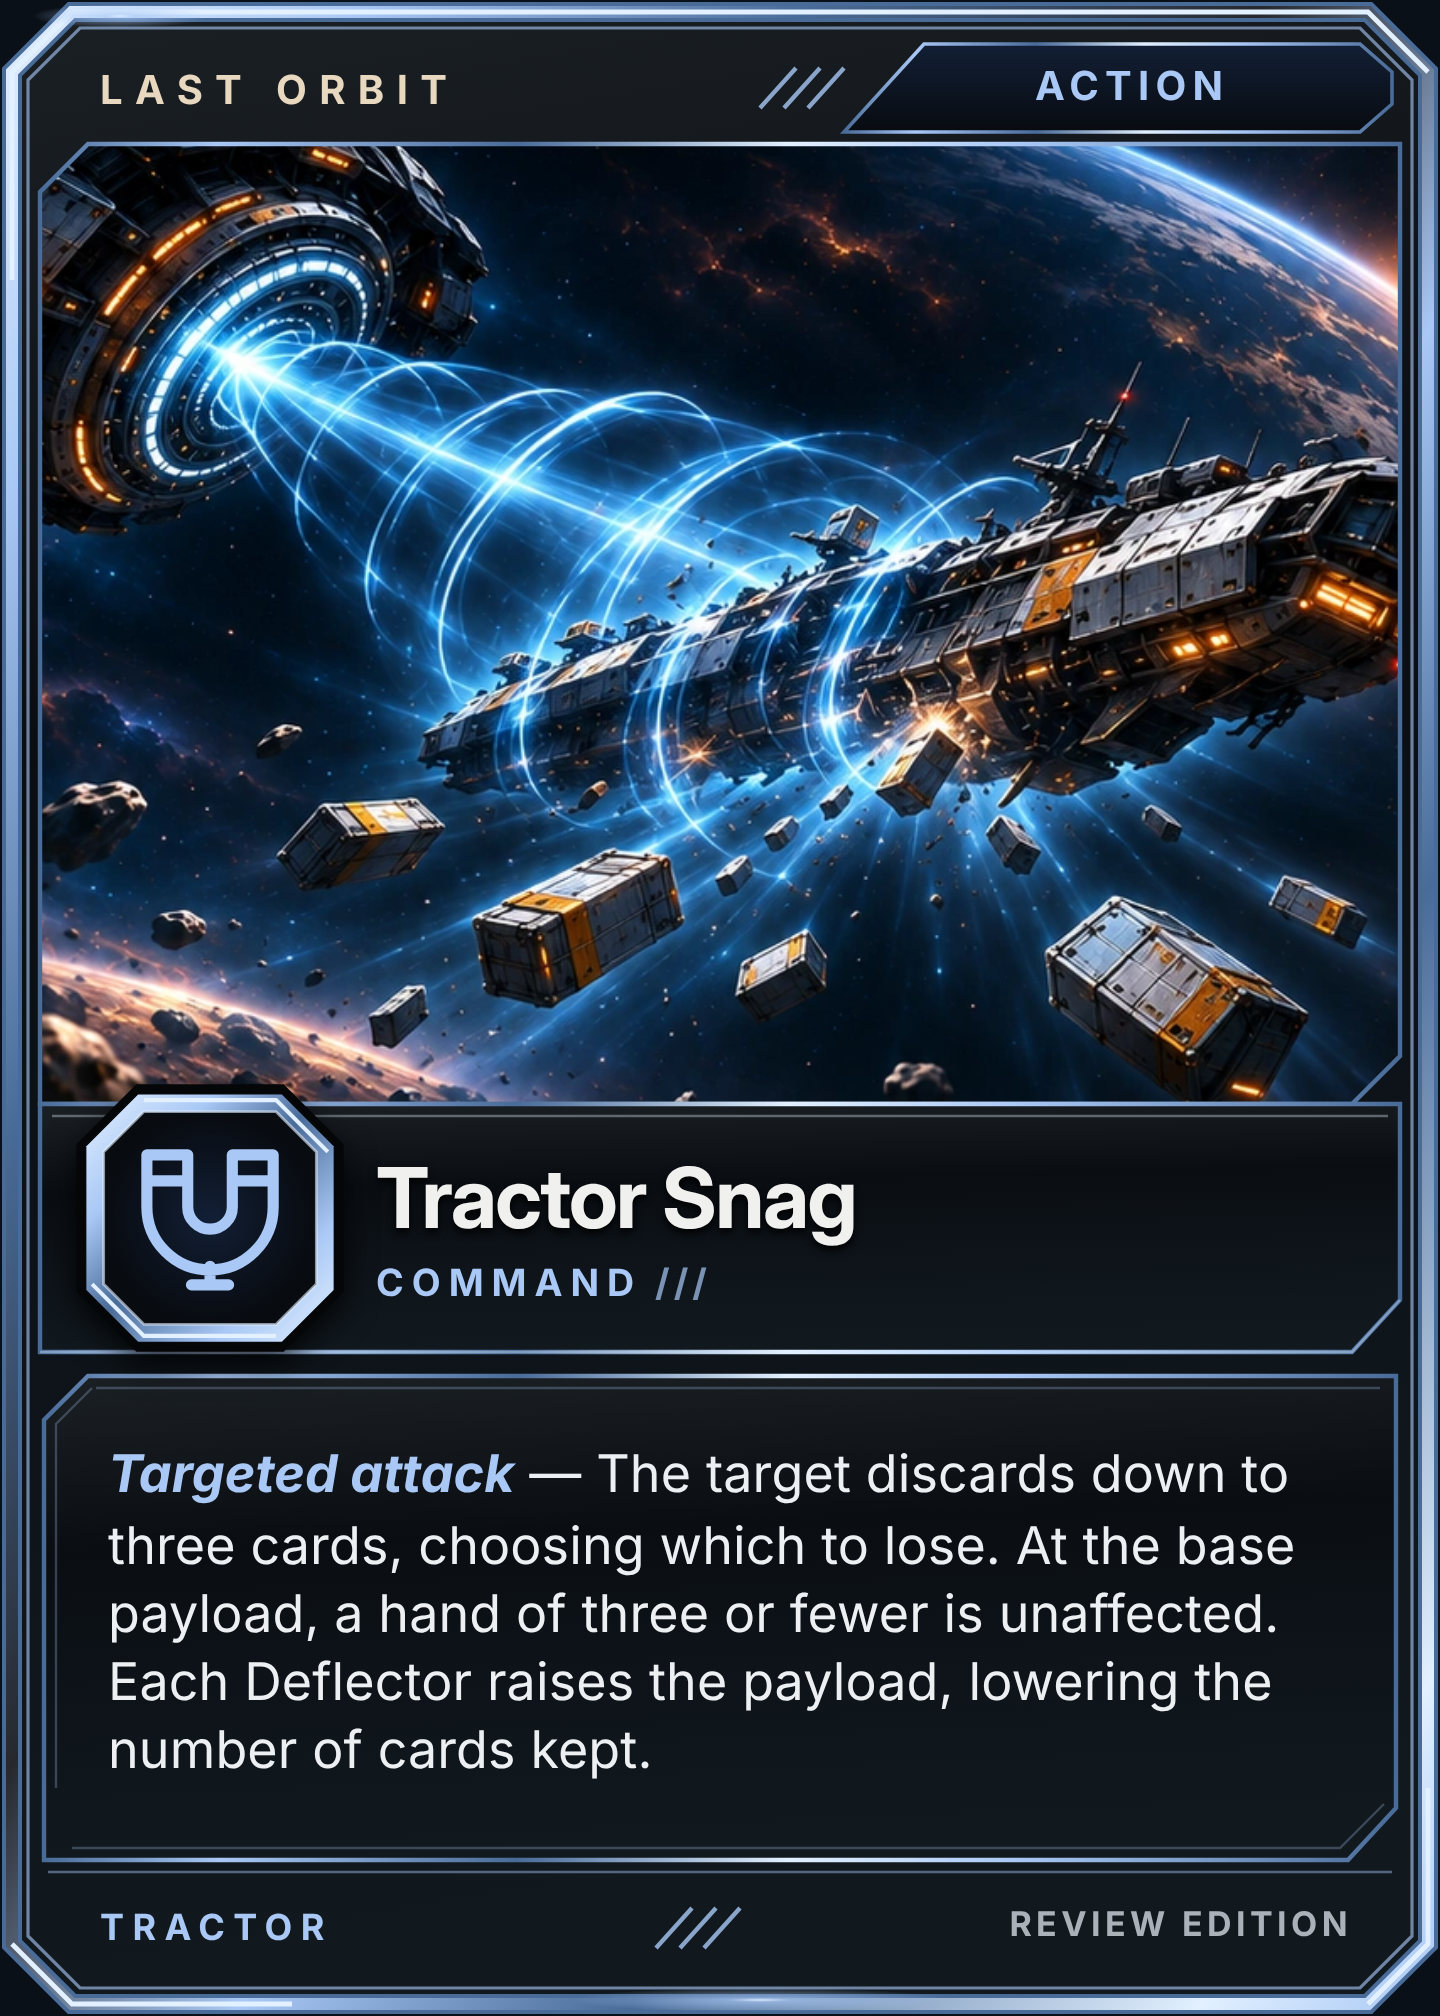 LAST ORBIT
/// ACTION
Tractor Snag
COMMAND ///
Targeted attack — The target discards down to
three cards, choosing which to lose. At the base
payload, a hand of three or fewer is unaffected.
Each Deflector raises the payload, lowering the
number of cards kept.
TRACTOR /// REVIEW EDITION